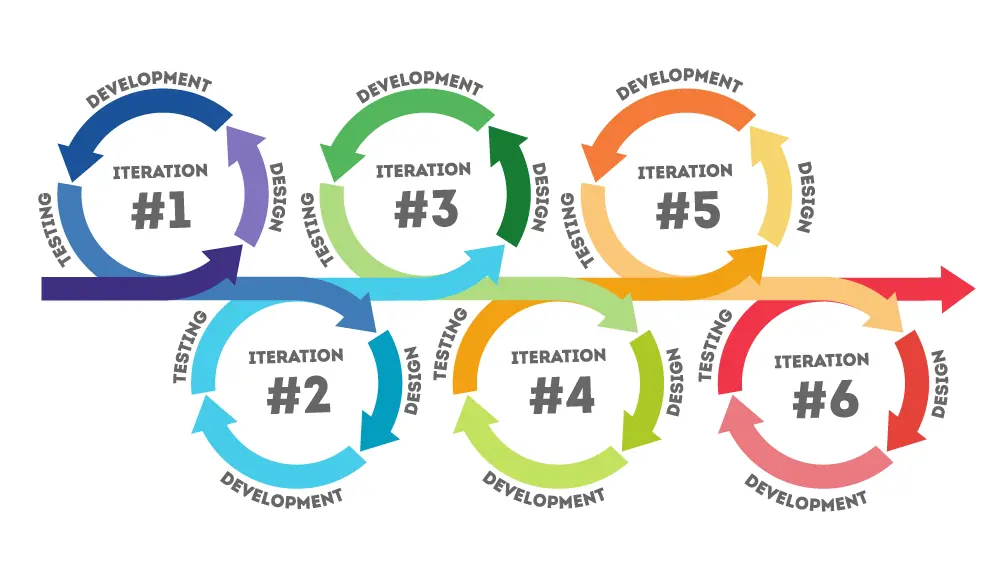 DEVELOPMENT
ITERATION
#1
DESIGN
TESTING
TESTING
ITERATION
#2
DESIGN
DEVELOPMENT
DEVELOPMENT
ITERATION
#3
DESIGN
TESTING
TESTING
ITERATION
#4
DESIGN
DEVELOPMENT
DEVELOPMENT
ITERATION
#5
DESIGN
TESTING
TESTING
ITERATION
#6
DESIGN
DEVELOPMENT